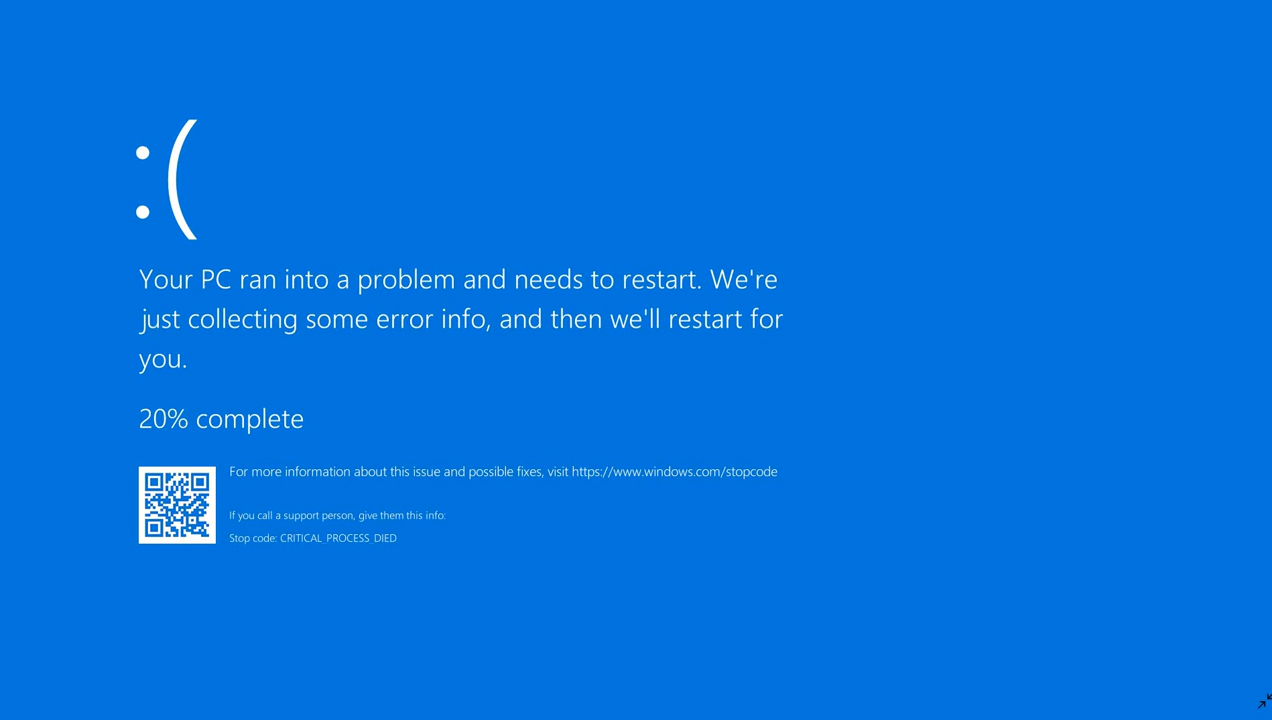 :(
Your PC ran into a problem and needs to restart. We're
just collecting some error info, and then we'll restart for
you.
20% complete
For more information about this issue and possible fixes, visit https://www.windows.com/stopcode
If you call a support person, give them this info:
Stop code: CRITICAL_PROCESS_DIED